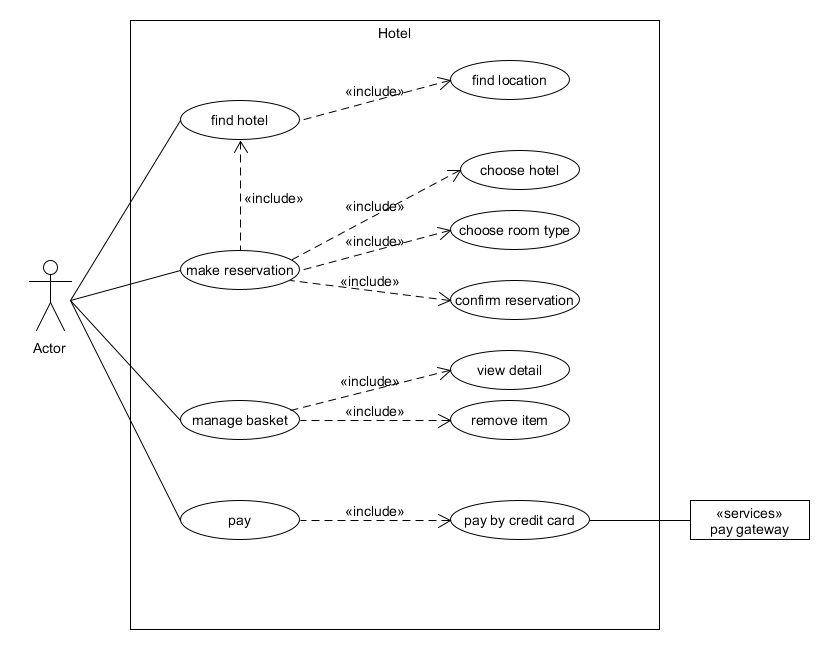 Hotel
«include»
find location
find hotel
«include»
choose hotel
«include»
choose room type
«include»
make reservation
«include»
confirm reservation
Actor
«include»
view detail
manage basket
«include»
remove item
pay
«include»
pay by credit card
«services»
pay gateway